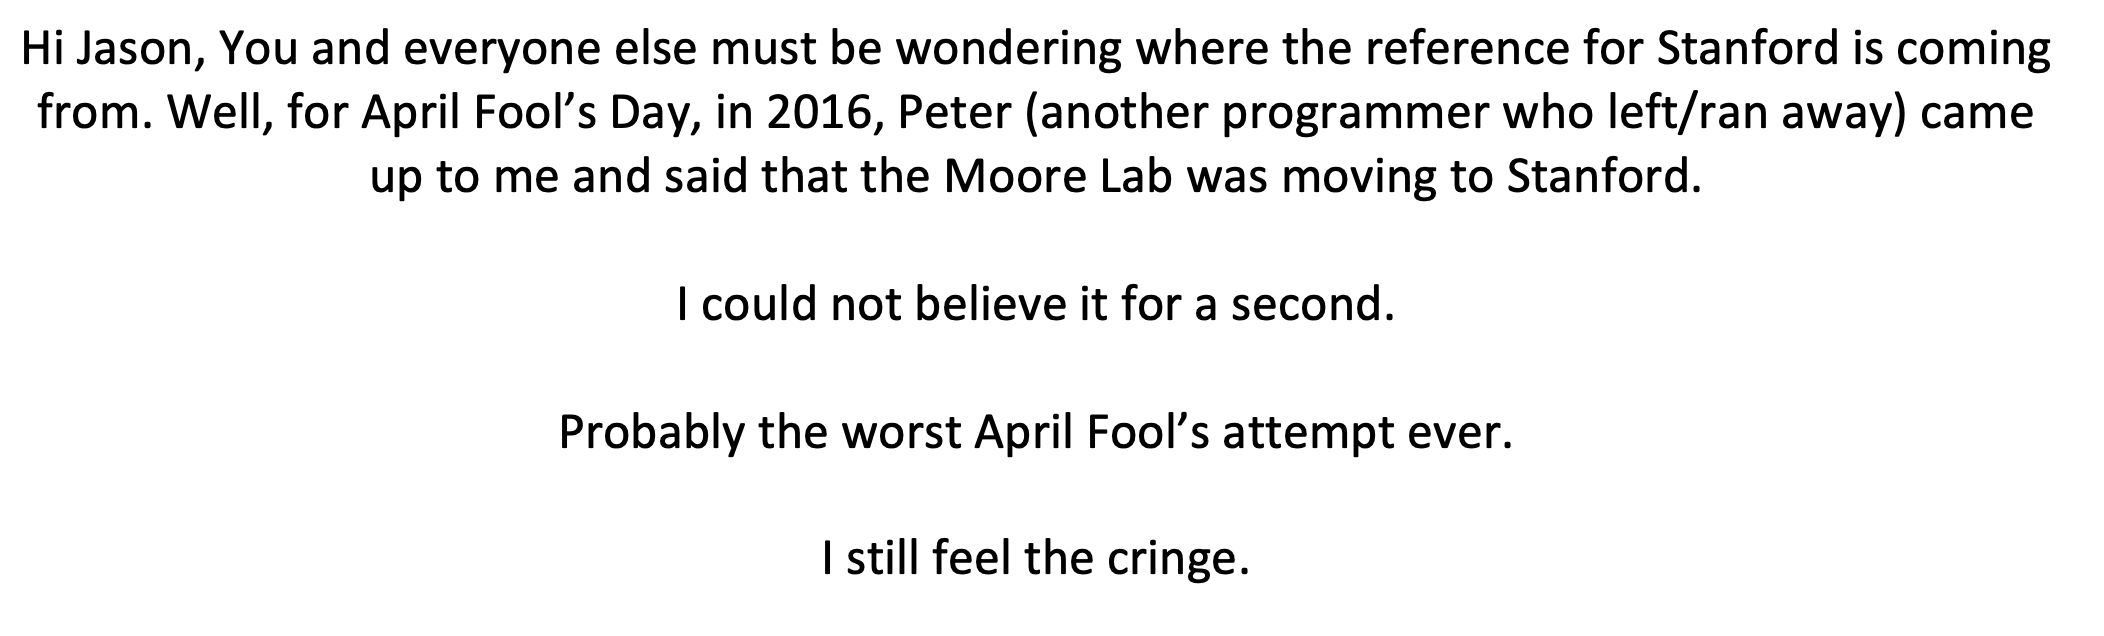 Hi Jason, You and everyone else must be wondering where the reference for Stanford is coming
from. Well, for April Fool’s Day, in 2016, Peter (another programmer who left/ran away) came
up to me and said that the Moore Lab was moving to Stanford.
I could not believe it for a second.
Probably the worst April Fool’s attempt ever.
I still feel the cringe.